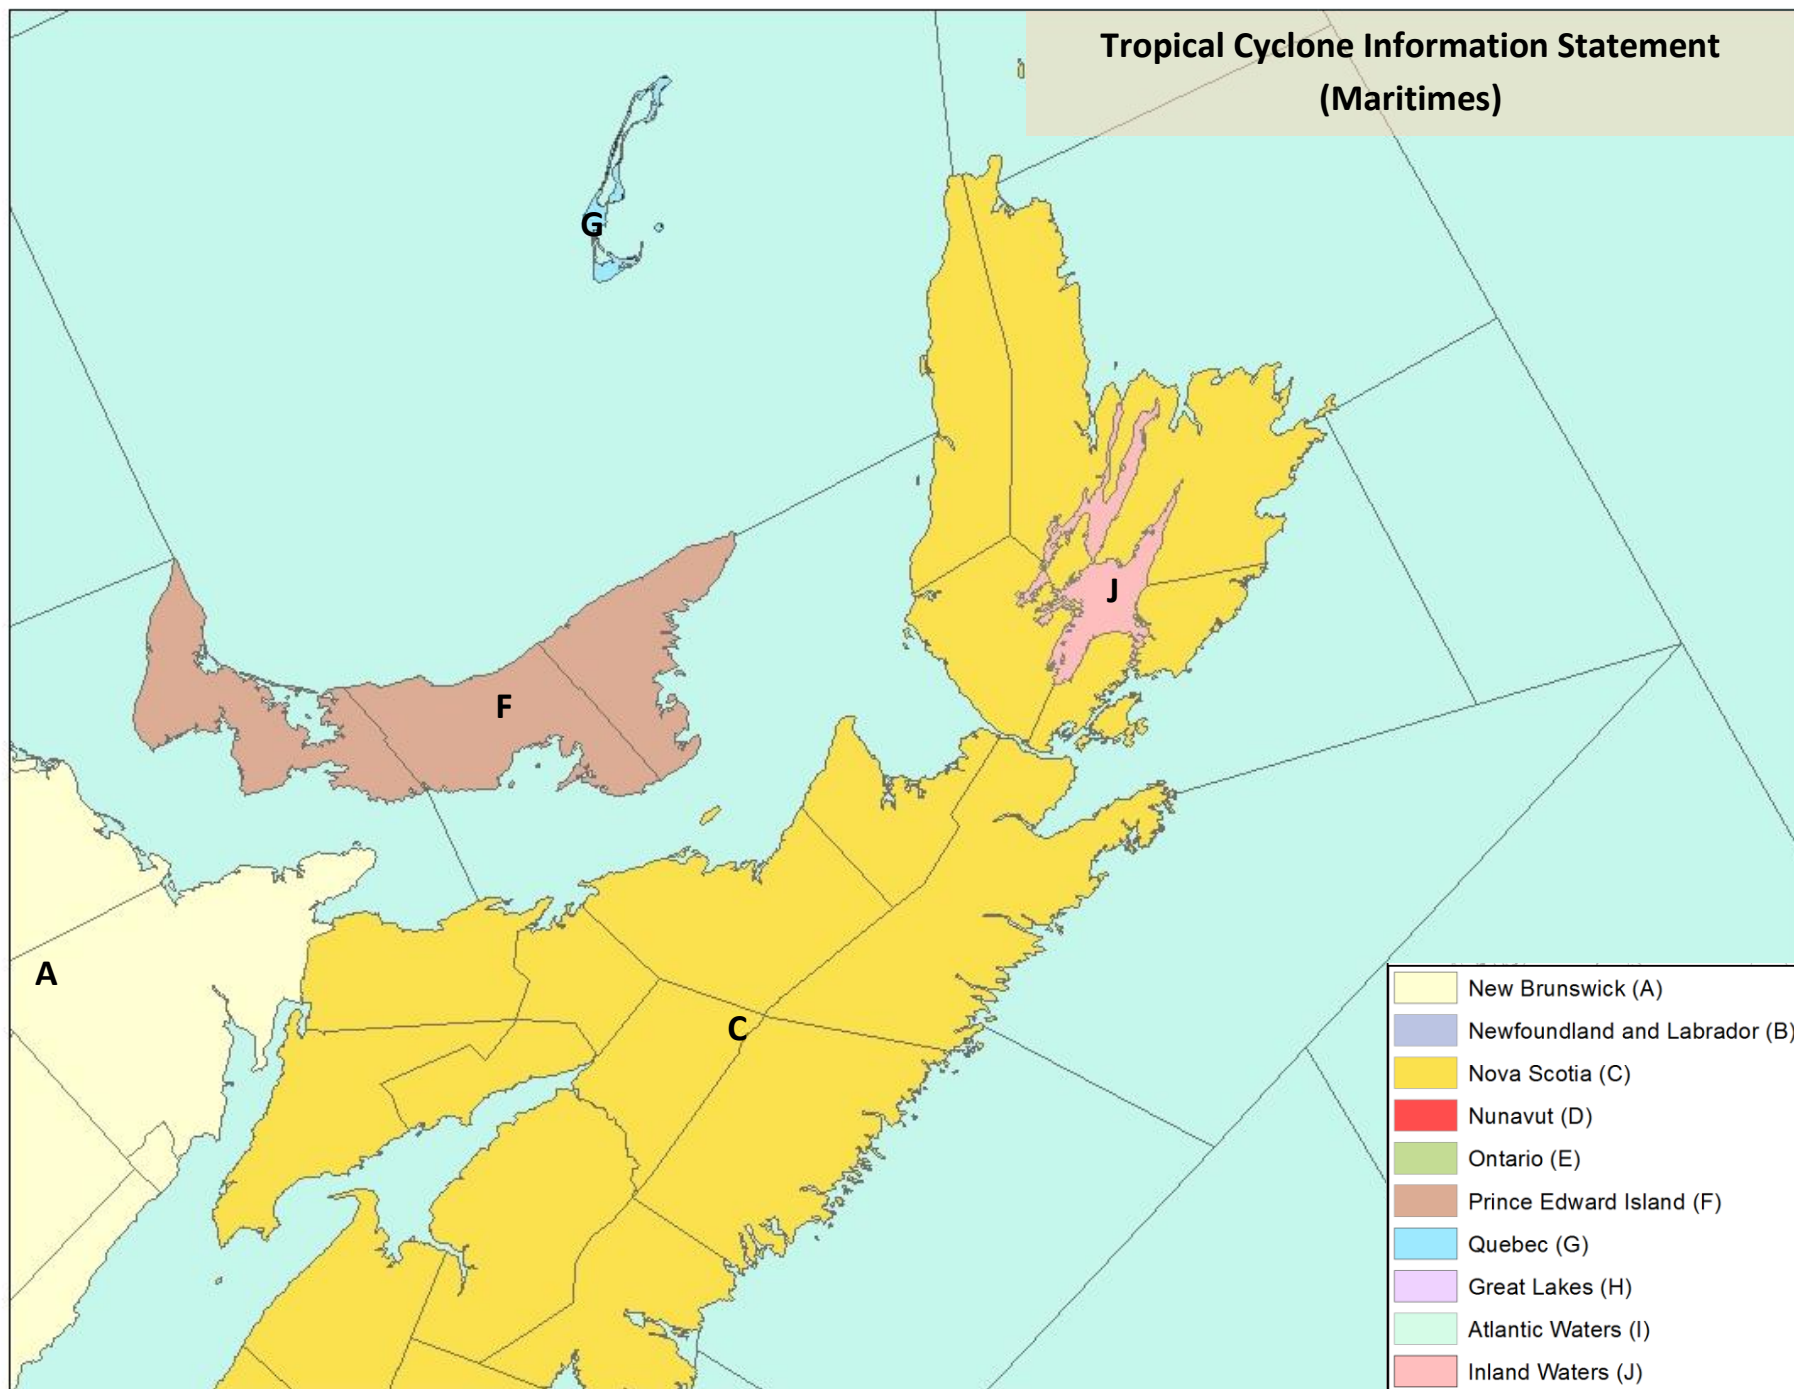 Tropical Cyclone Information Statement
(Maritimes)
G
J
F
A
C
New Brunswick (A)
Newfoundland and Labrador (B)
Nova Scotia (C)
Nunavut (D)
Ontario (E)
Prince Edward Island (F)
Quebec (G)
Great Lakes (H)
Atlantic Waters (I)
Inland Waters (J)